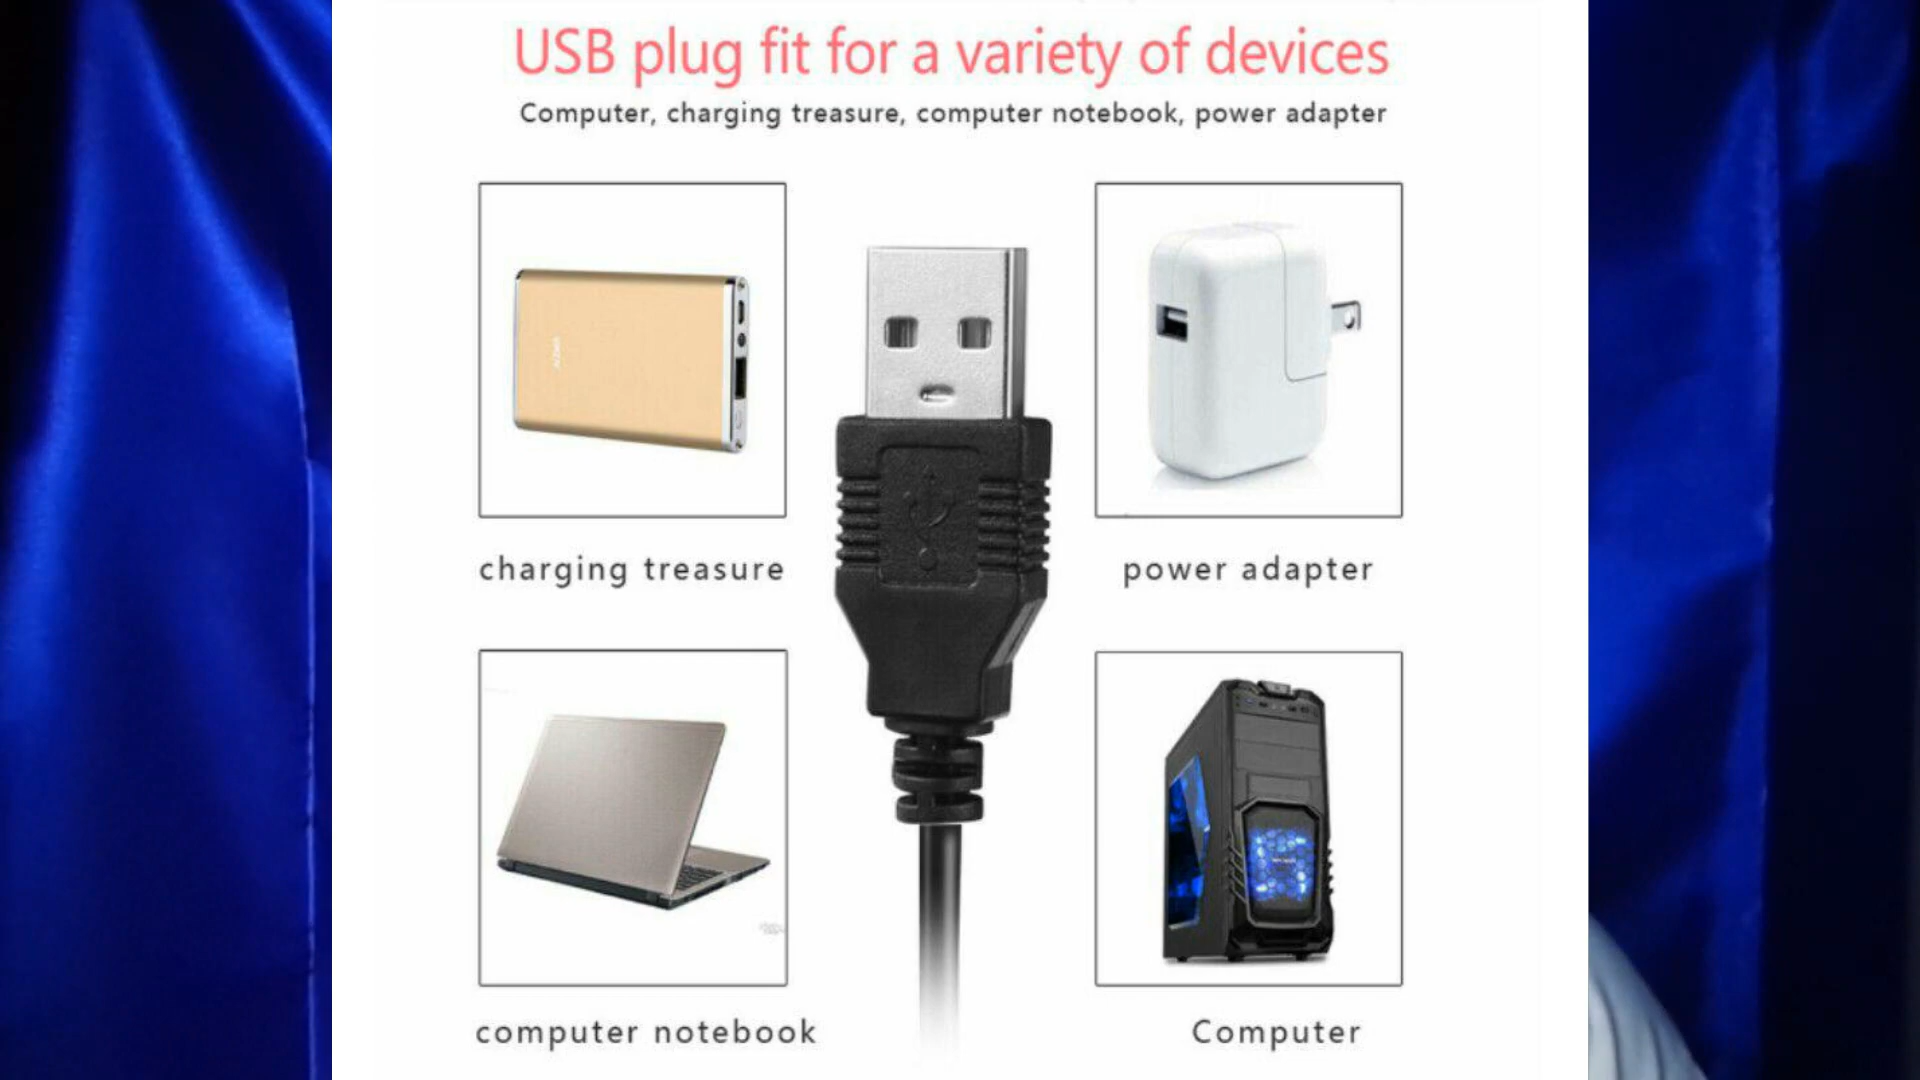 USB plug fit for a variety of devices
Computer, charging treasure, computer notebook, power adapter
charging treasure
power adapter
computer notebook
Computer